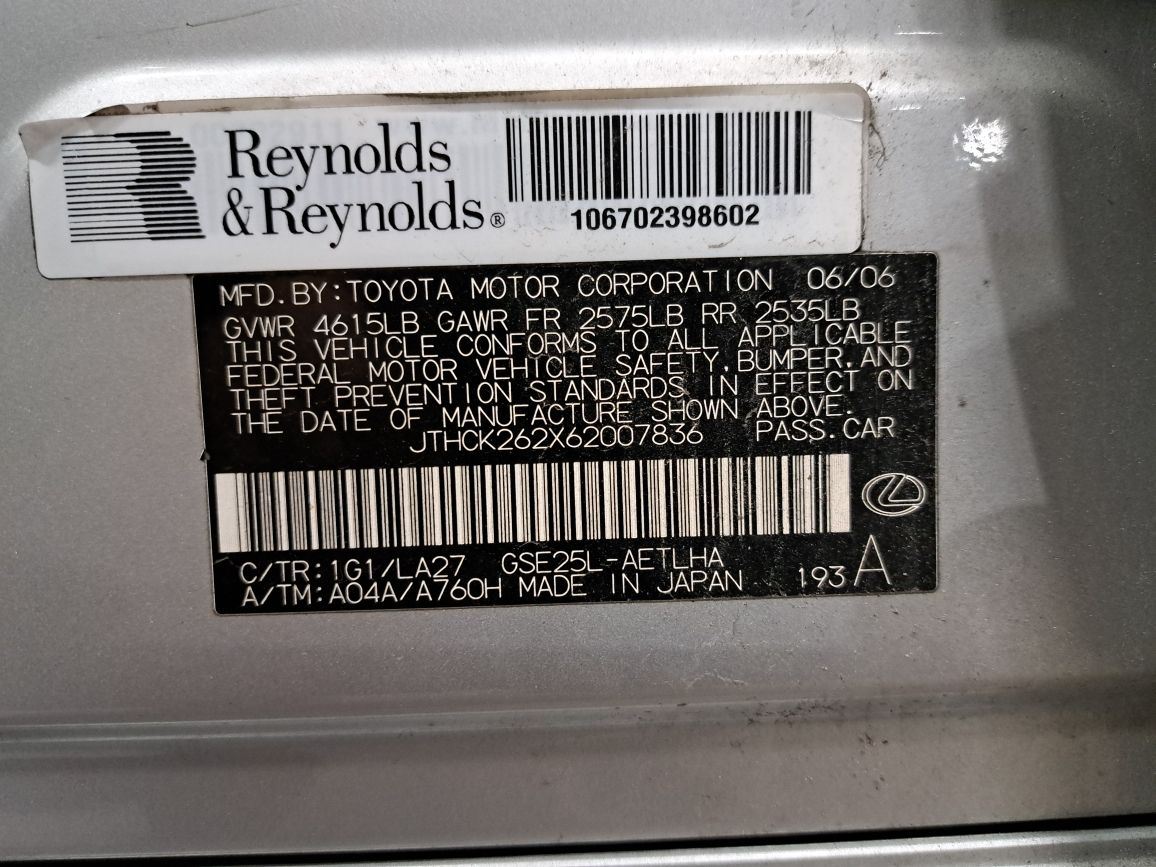 Reynolds
&Reynolds®
106702398602
MFD. BY: TOYOTA MOTOR CORPORATION 06/06
GVWR 4615LB GAWR FR 2575LB RR 2535LB
THIS VEHICLE CONFORMS TO ALL APPLICABLE
FEDERAL MOTOR VEHICLE SAFETY, BUMPER, AND
THEFT PREVENTION STANDARDS IN EFFECT ON
THE DATE OF MANUFACTURE SHOWN ABOVE.
JTHCK262X62007836 PASS. CAR
C/TR: 1G1/LA27 GSE25L-AETLHA
A/TM: A04A/A760H MADE IN JAPAN 193 A